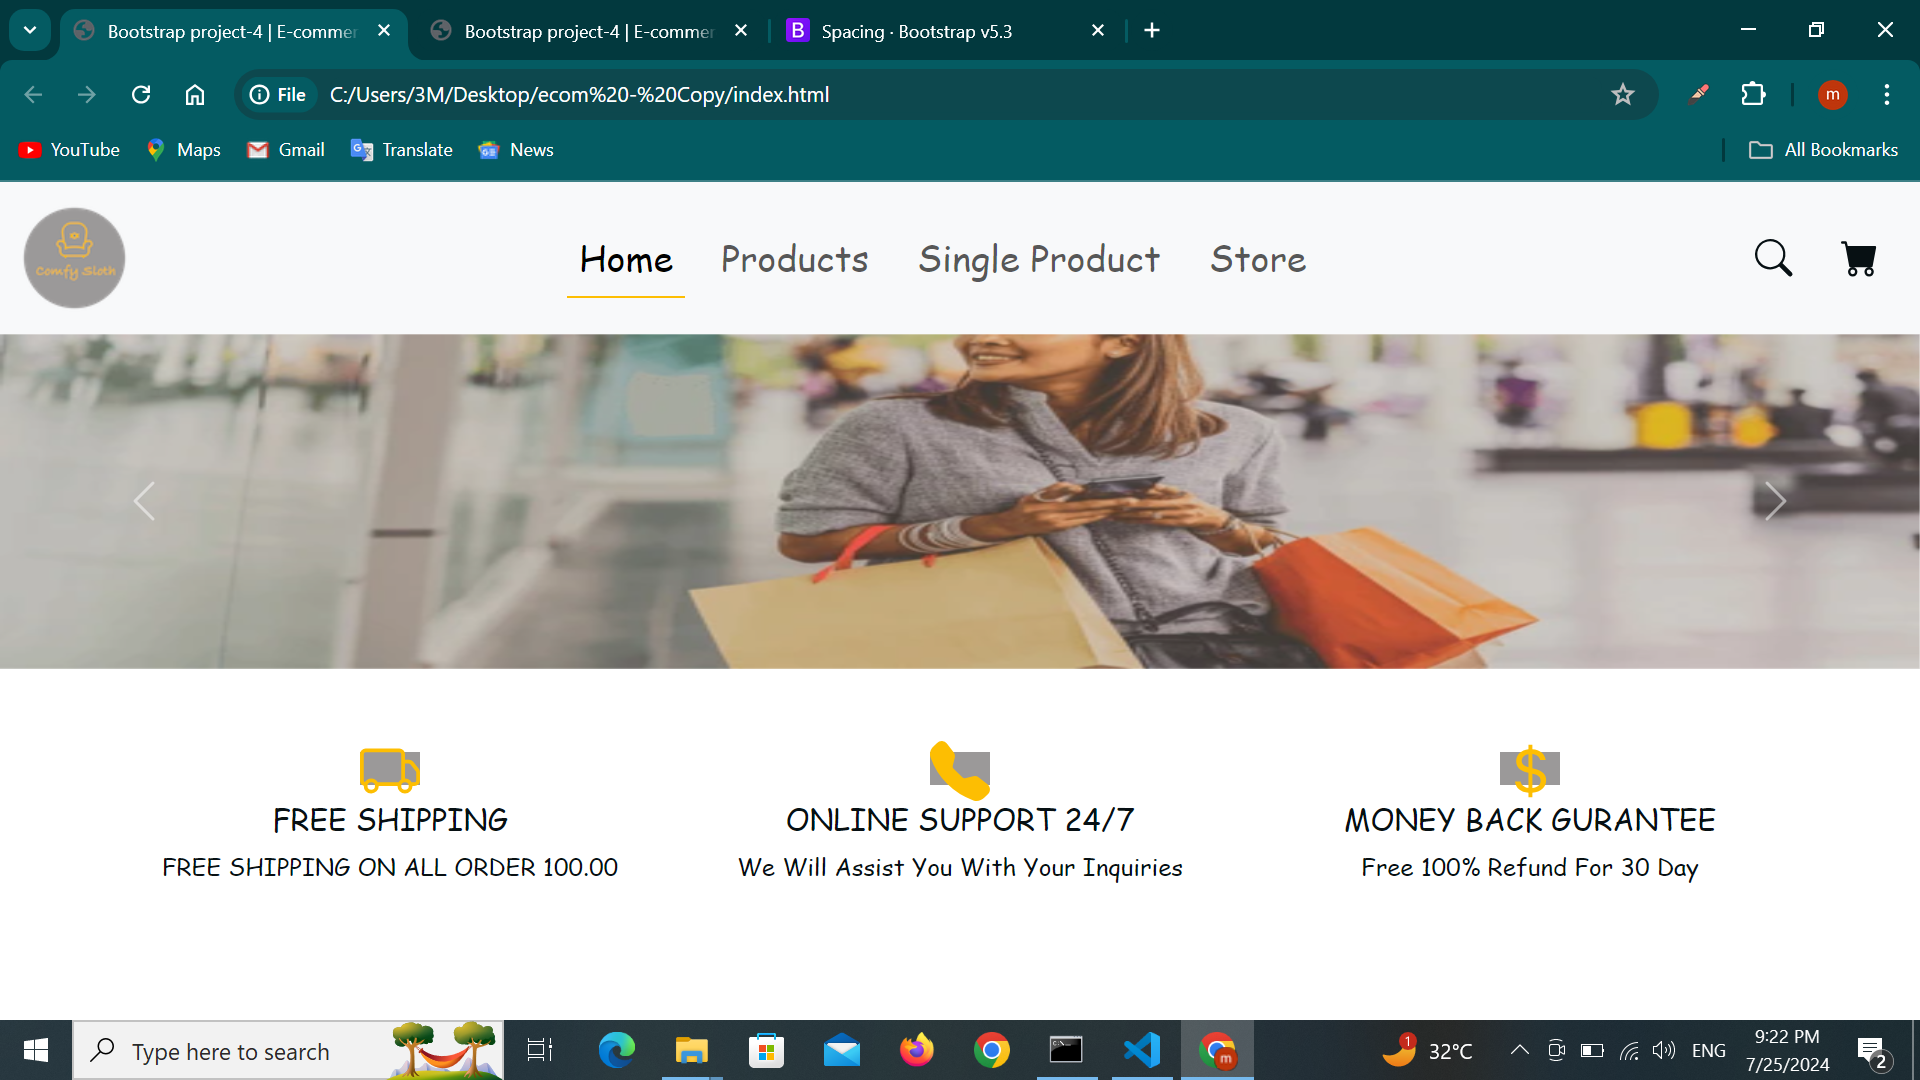 Bootstrap project-4 | E-commer
Bootstrap project-4 | E-commer
B
Spacing · Bootstrap v5.3
File
C:/Users/3M/Desktop/ecom%20-%20Copy/index.html
m
YouTube
Maps
Gmail
Translate
News
All Bookmarks
Comfy Sloth
Home
Products
Single Product
Store
FREE SHIPPING
ONLINE SUPPORT 24/7
MONEY BACK GURANTEE
FREE SHIPPING ON ALL ORDER 100.00
We Will Assist You With Your Inquiries
Free 100% Refund For 30 Day
Type here to search
m
1
32°C
ENG
9:22 PM
7/25/2024
2